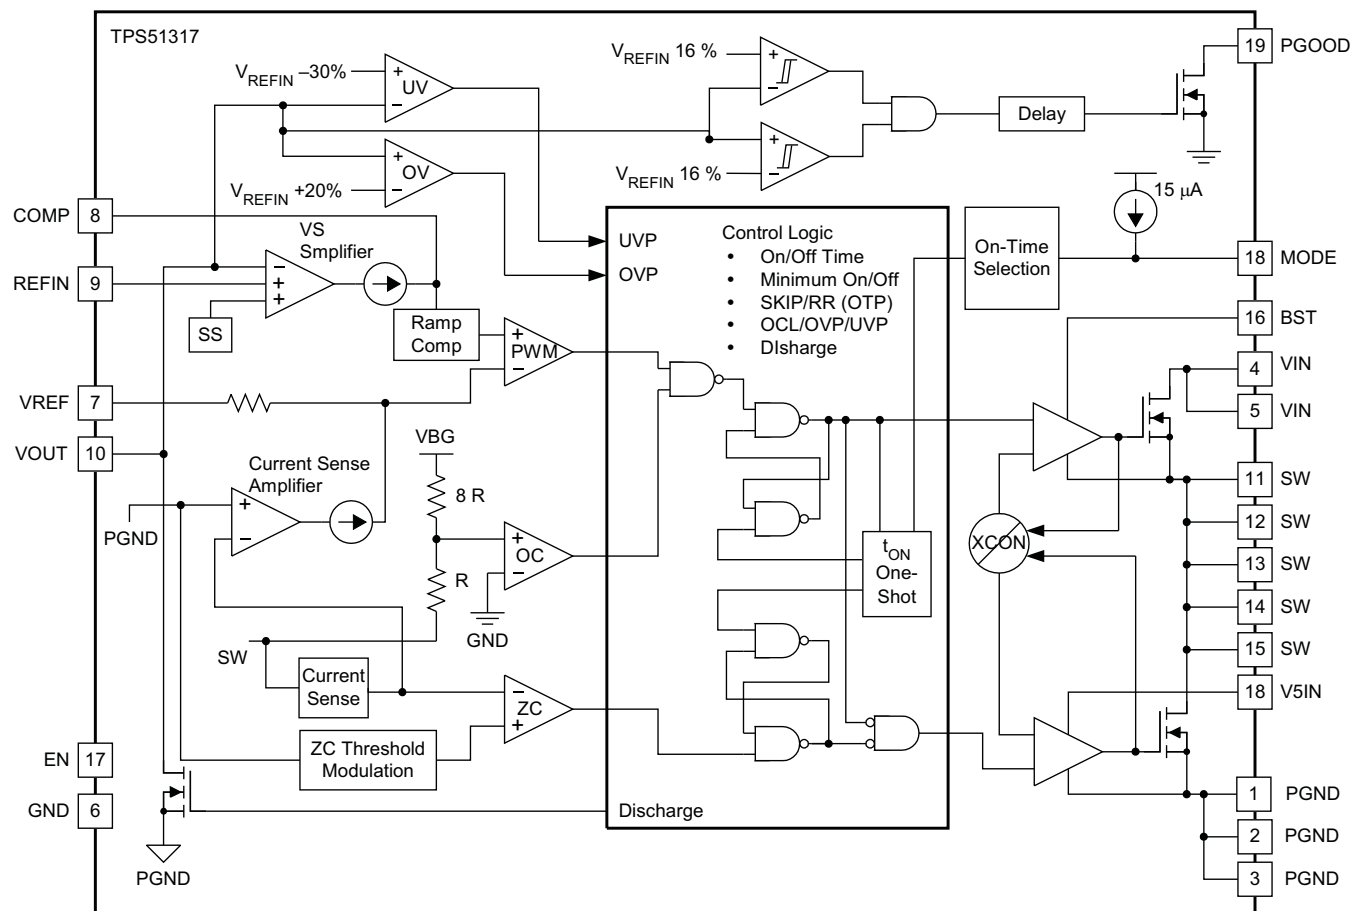 TPS51317
19 PGOOD
V_REFIN 16 %
+
−
V_REFIN –30%
+
UV
−
Delay
+
−
V_REFIN 16 %
+
OV
−
V_REFIN +20%
15 µA
COMP 8
VS
Smplifier
UVP
OVP
Control Logic
• On/Off Time
• Minimum On/Off
• SKIP/RR (OTP)
• OCL/OVP/UVP
• DIsharge
On-Time
Selection
18 MODE
REFIN 9
−
+
+
SS
Ramp
Comp
+
PWM
−
16 BST
4 VIN
5 VIN
VREF 7
VOUT 10
VBG
8 R
R
Current Sense
Amplifier
+
−
PGND
+
OC
−
GND
t_ON
One-
Shot
XCON
11 SW
12 SW
13 SW
14 SW
15 SW
18 V5IN
SW
Current
Sense
−
ZC
+
ZC Threshold
Modulation
EN 17
GND 6
Discharge
PGND
1 PGND
2 PGND
3 PGND